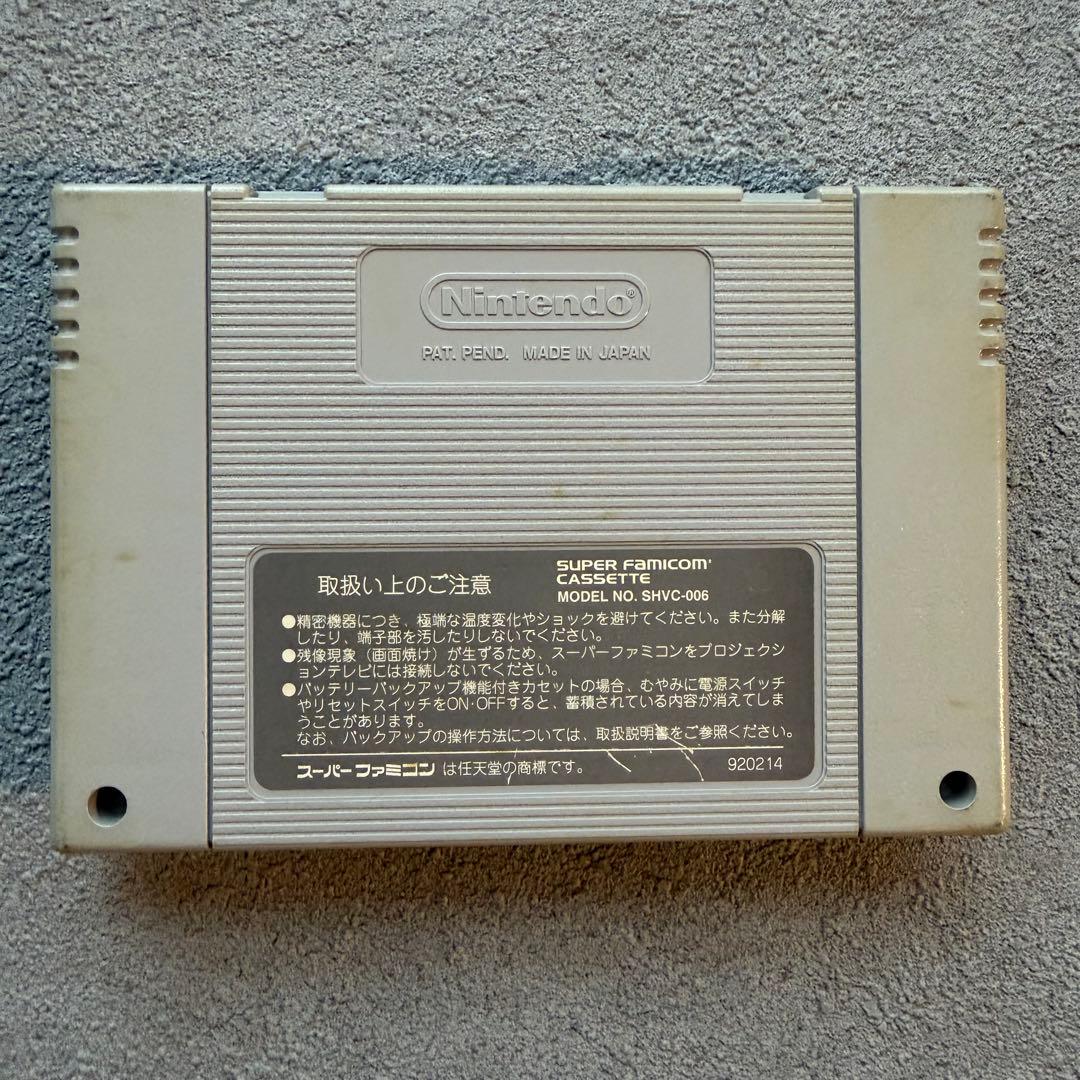 Nintendo®
PAT. PEND. MADE IN JAPAN
取扱い上のご注意
SUPER FAMICOM
CASSETTE
MODEL NO. SHVC-006
●精密機器につき、極端な温度変化やショックを避けてください。また分解
したり、端子部を汚したりしないでください。
●残像現象(画面焼け)が生ずるため、スーパーファミコンをプロジェクシ
ョンテレビには接続しないでください。
●バッテリーバックアップ機能付きカセットの場合、むやみに電源スイッチ
やリセットスイッチをON・OFFすると、蓄積されている内容が消えてしま
うことがあります。
なお、バックアップの操作方法については、取扱説明書をご参照ください。
スーパーファミコン は任天堂の商標です。
920214